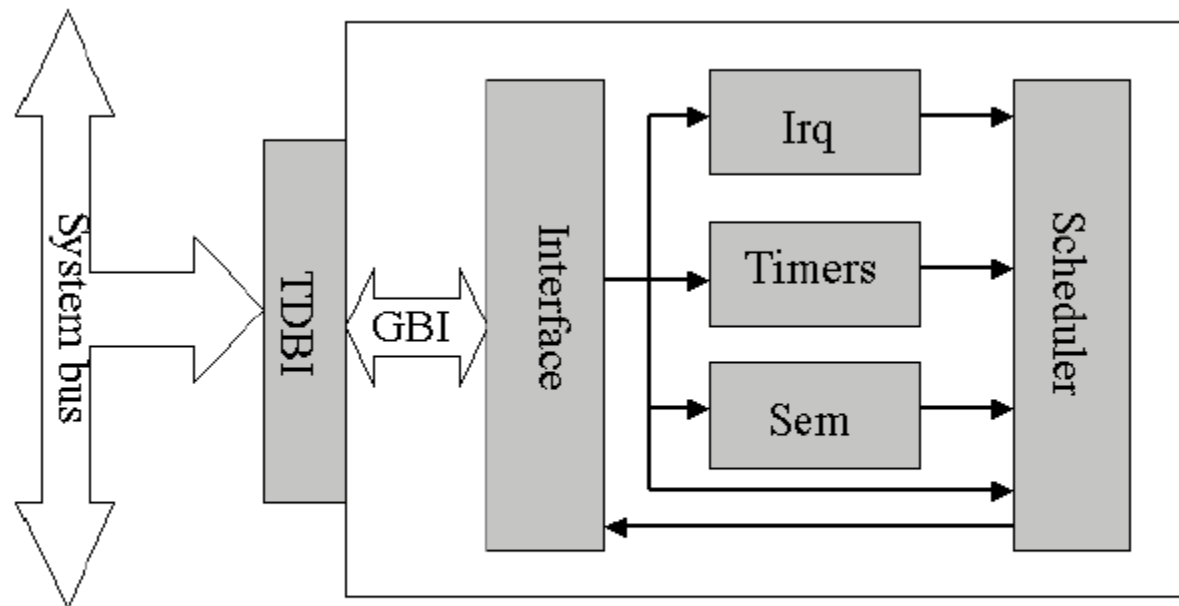 System bus
TDBI
GBI
Interface
Irq
Timers
Sem
Scheduler